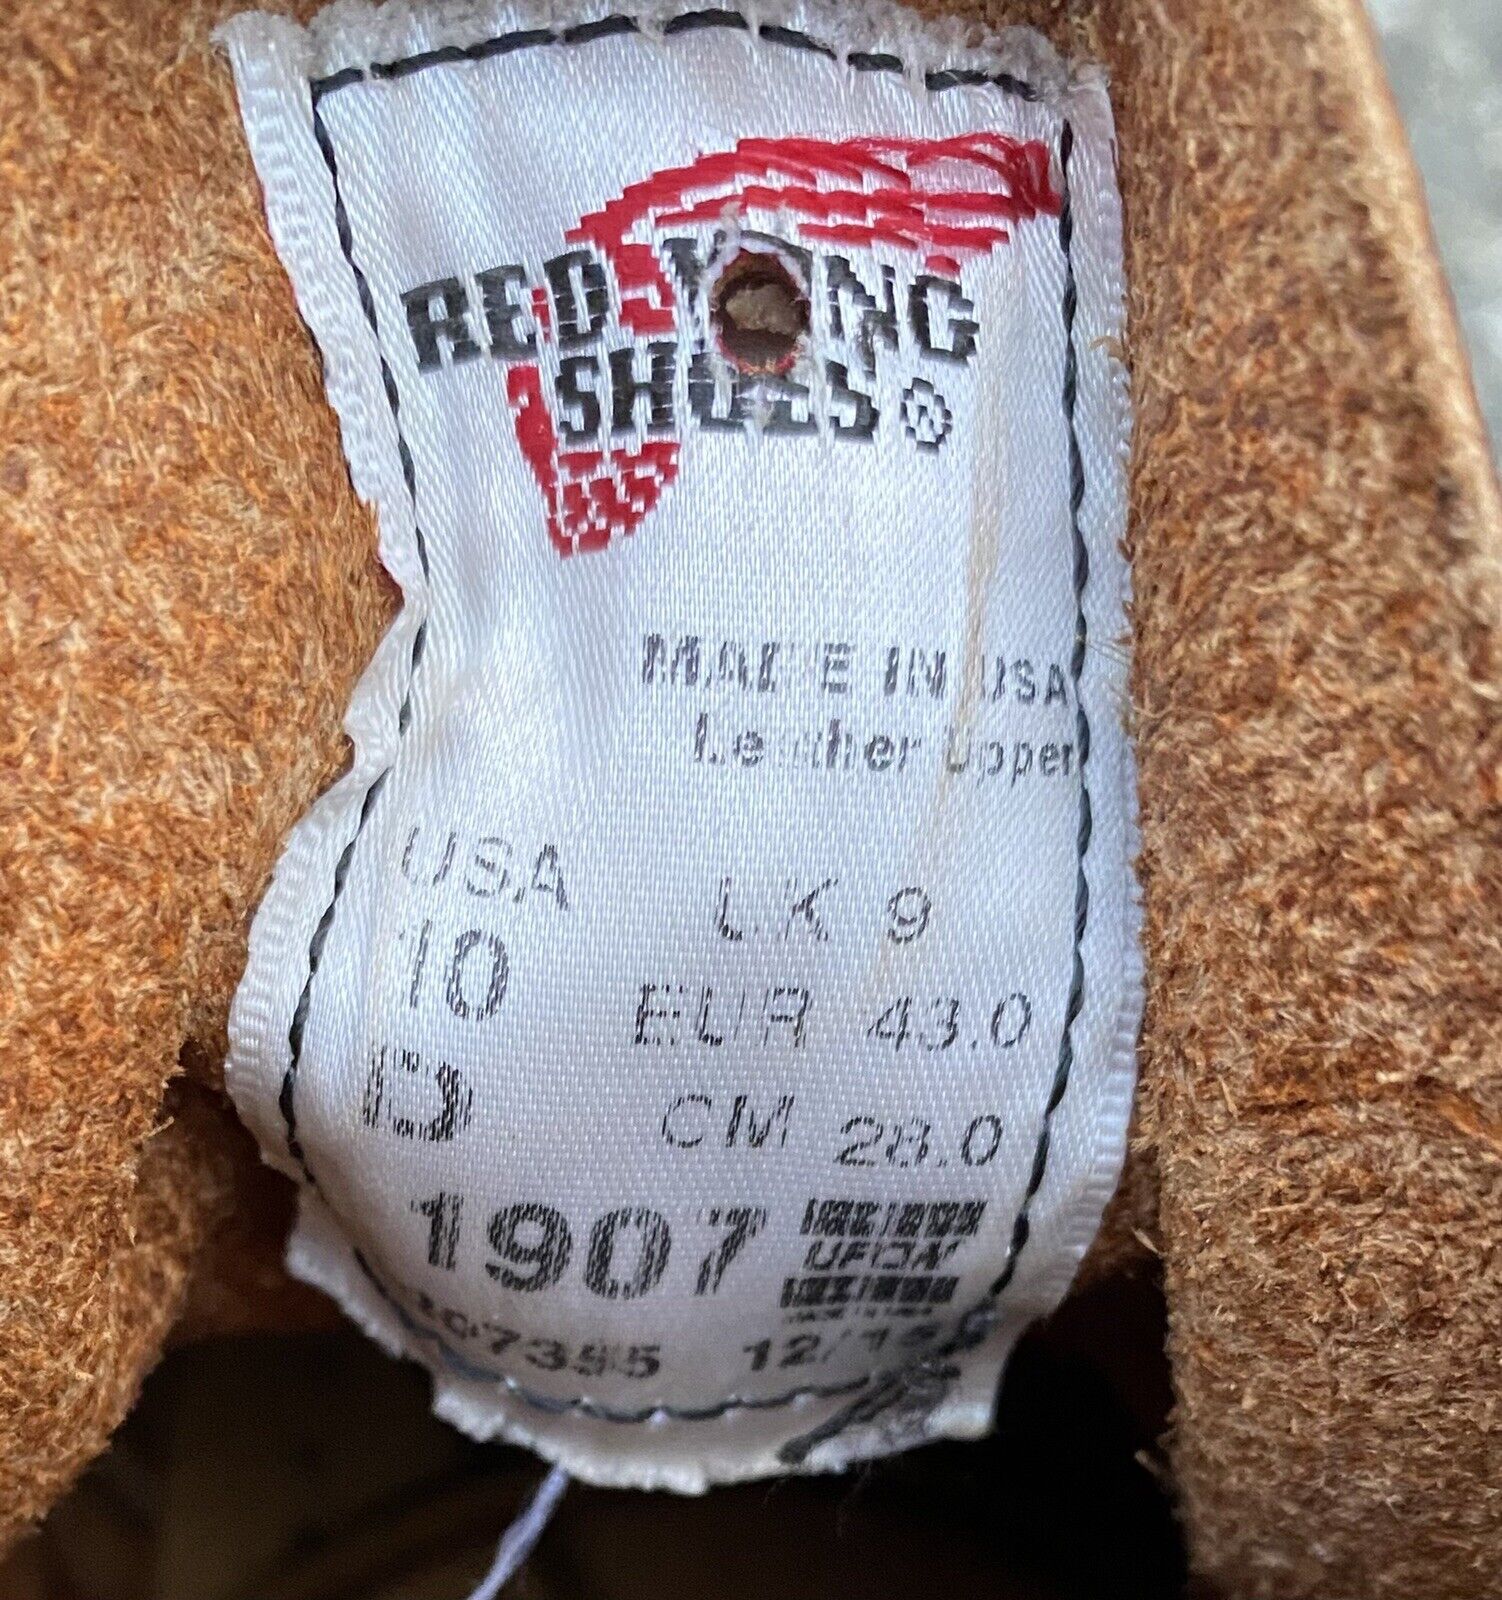 RED WING
SHOES®
MADE IN USA
Leather Upper
USA
10
D
UK 9
EUR 43.0
CM 28.0
1907
UFCW